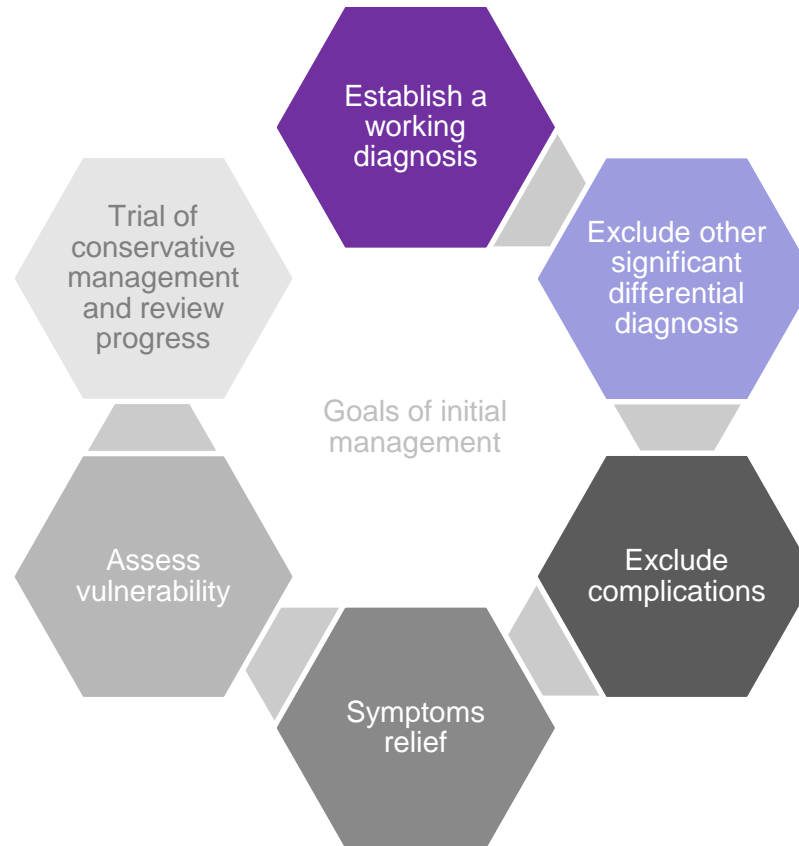 Establish a
working
diagnosis
Exclude other
significant
differential
diagnosis
Exclude
complications
Symptoms
relief
Assess
vulnerability
Trial of
conservative
management
and review
progress
Goals of initial
management